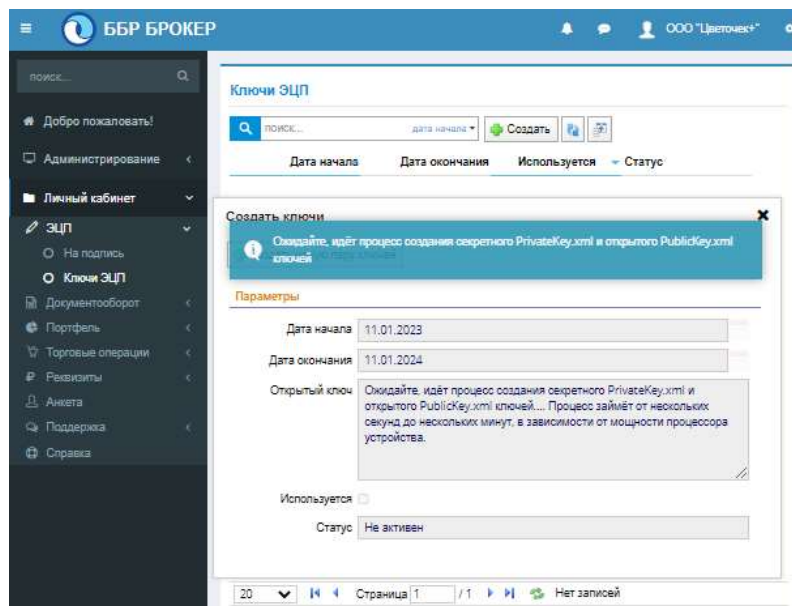 ББР БРОКЕР
ООО "Цветочек+"
поиск...
Добро пожаловать!
Администрирование
Личный кабинет
ЭЦП
На подпись
Ключи ЭЦП
Документооборот
Портфель
Торговые операции
Реквизиты
Анкета
Поддержка
Справка
Ключи ЭЦП
поиск... дата начала Создать
Дата начала Дата окончания Используется Статус
Создать ключи
Ожидайте, идёт процесс создания секретного PrivateKey.xml и открытого PublicKey.xml
ключей
Параметры
Дата начала 11.01.2023
Дата окончания 11.01.2024
Открытый ключ Ожидайте, идёт процесс создания секретного PrivateKey.xml и
открытого PublicKey.xml ключей.... Процесс займёт от нескольких
секунд до нескольких минут, в зависимости от мощности процессора
устройства.
Используется
Статус Не активен
20 Страница 1 / 1 Нет записей